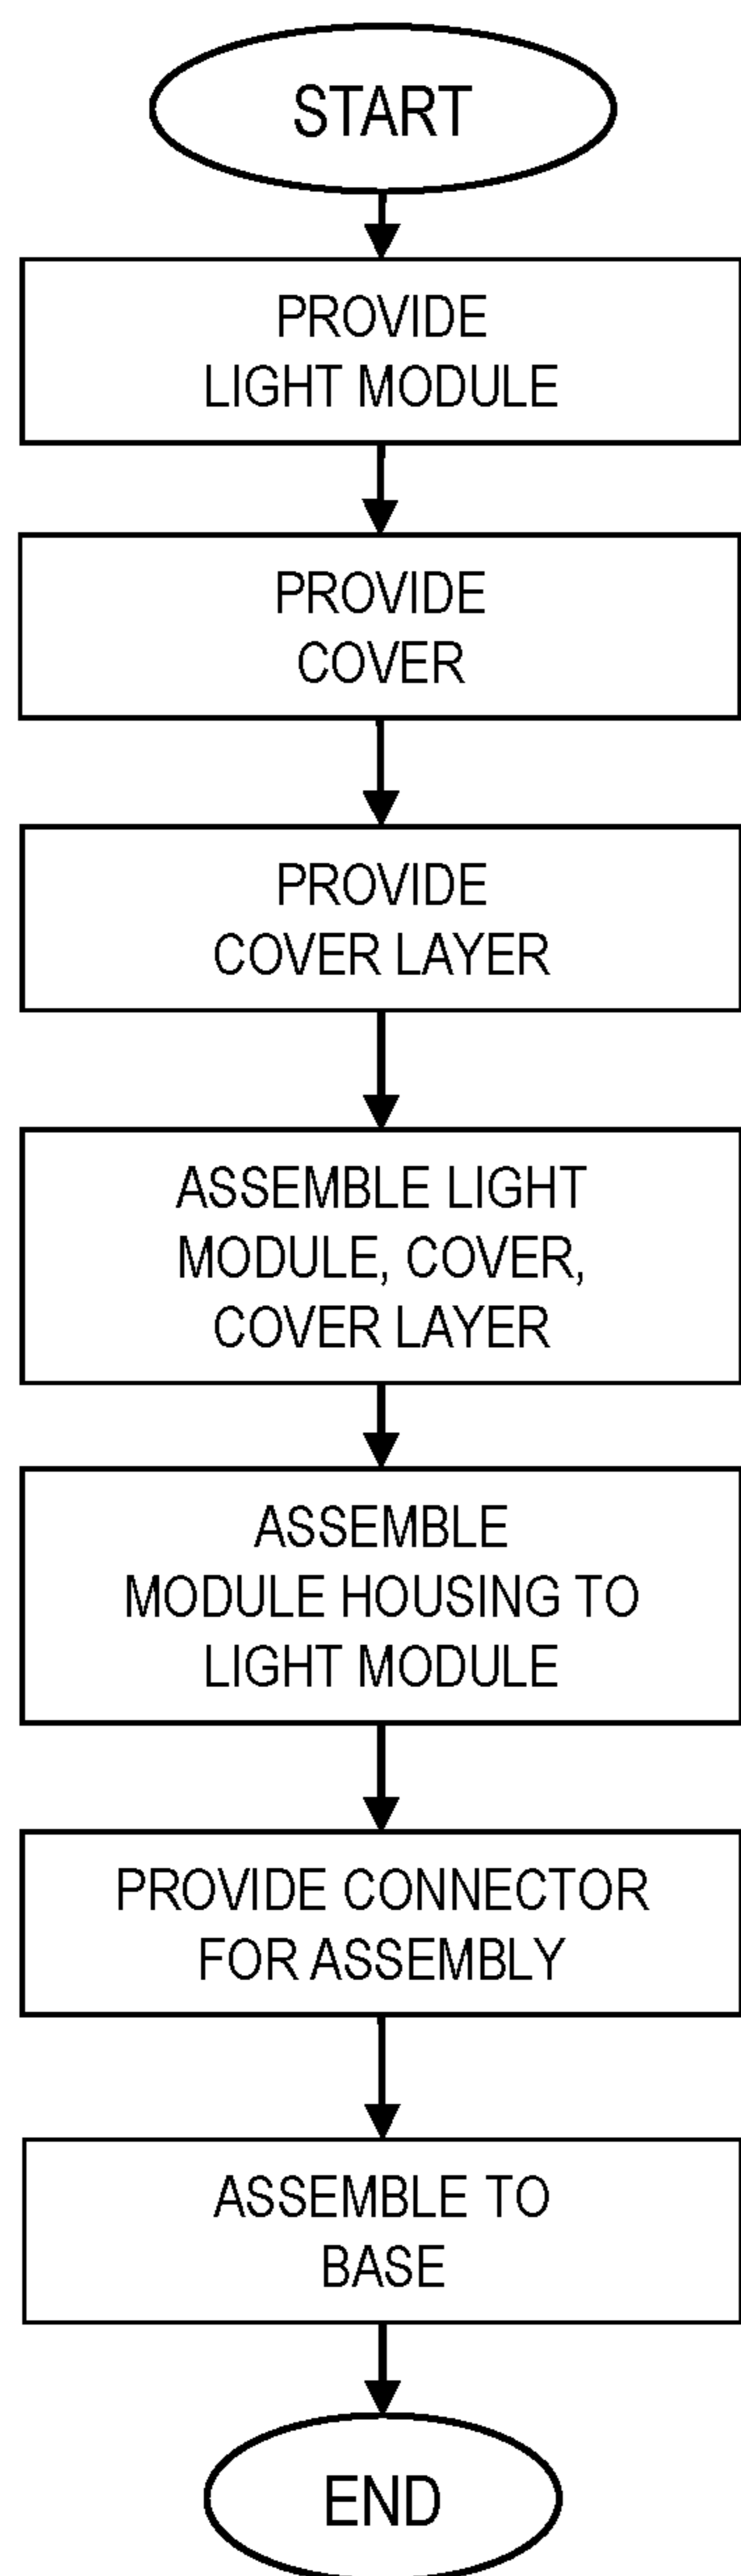 START
PROVIDE
LIGHT MODULE
PROVIDE
COVER
PROVIDE
COVER LAYER
ASSEMBLE LIGHT
MODULE, COVER,
COVER LAYER
ASSEMBLE
MODULE HOUSING TO
LIGHT MODULE
PROVIDE CONNECTOR
FOR ASSEMBLY
ASSEMBLE TO
BASE
END